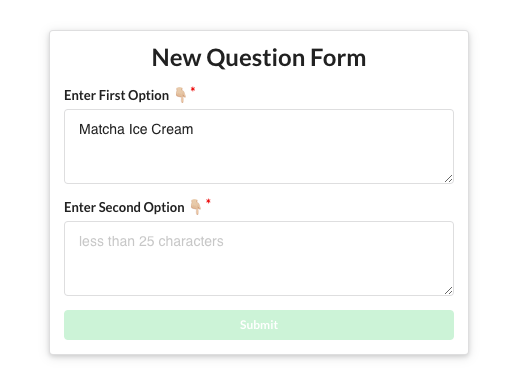 New Question Form
Enter First Option 👇🏼 *
Matcha Ice Cream
Enter Second Option 👇🏼 *
less than 25 characters
Submit